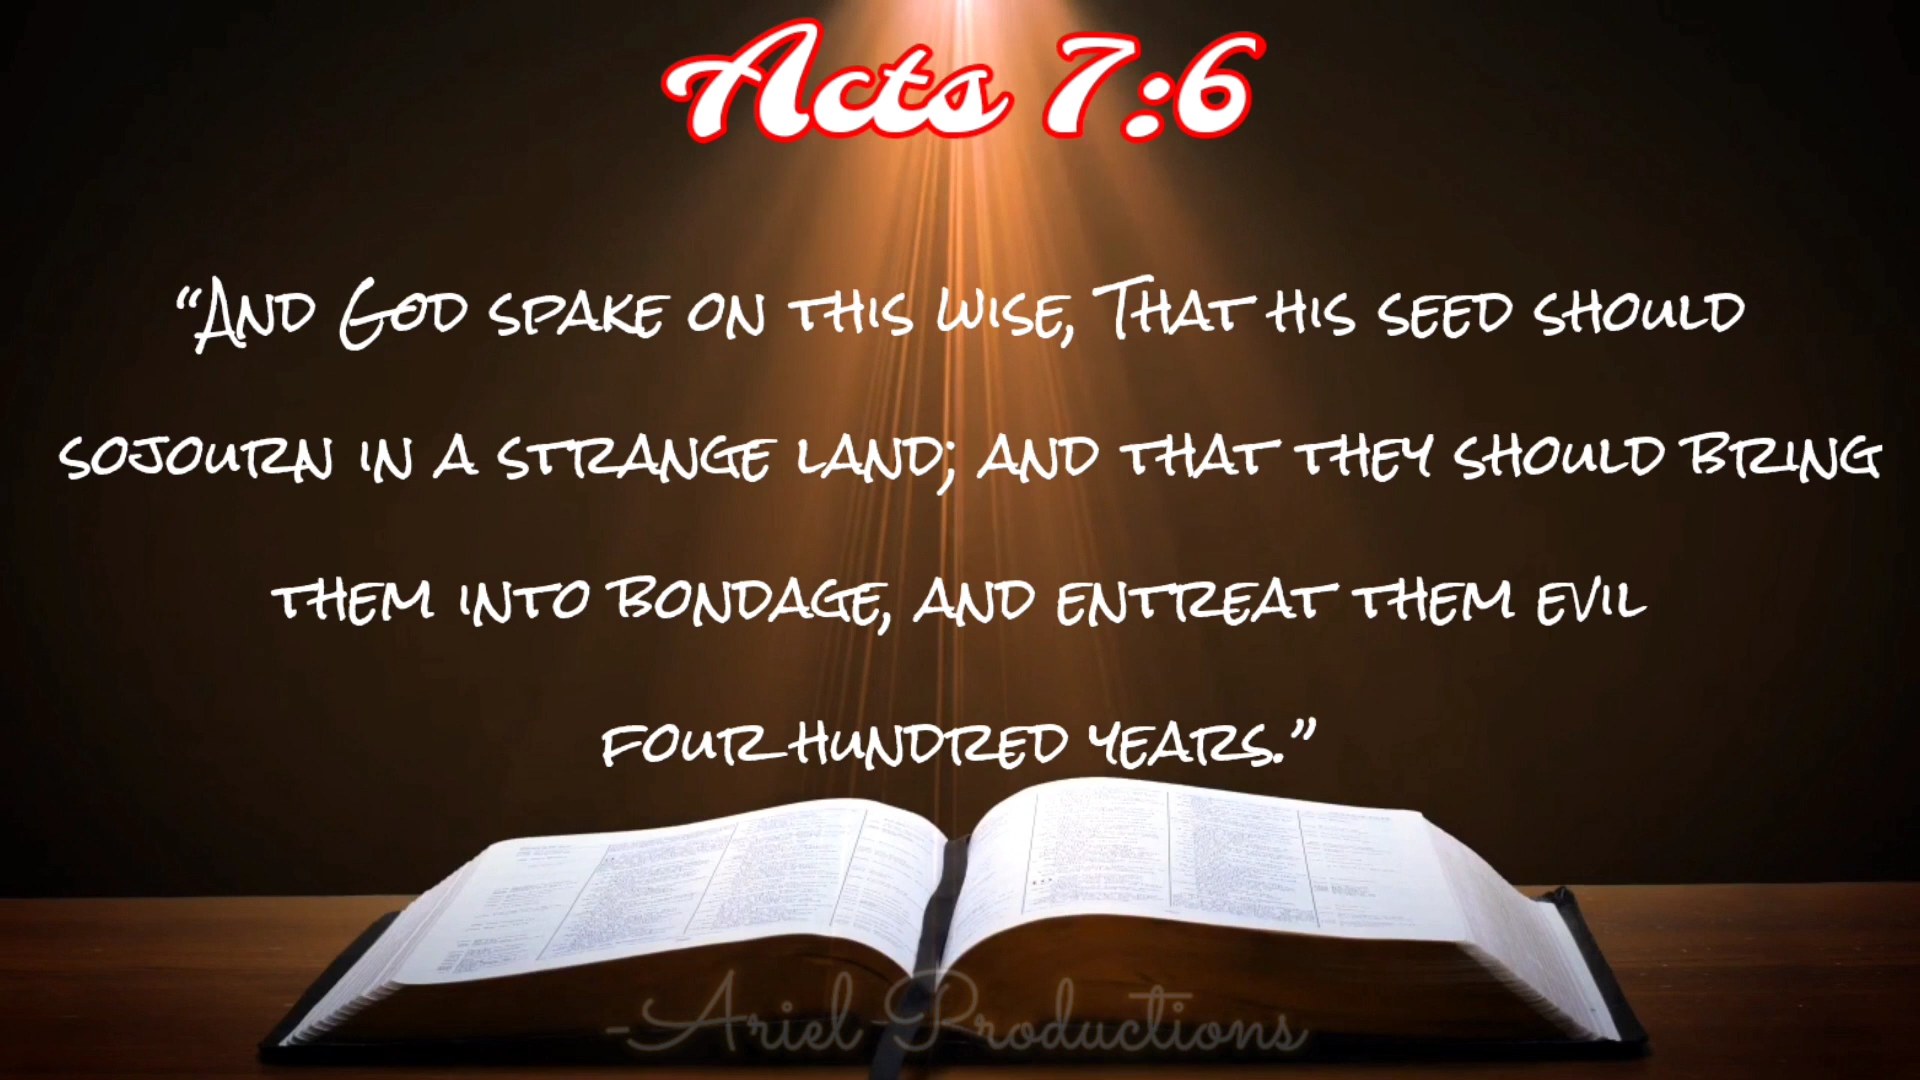 Acts 7:6
“And God spake on this wise, That his seed should
sojourn in a strange land; and that they should bring
them into bondage, and entreat them evil
four hundred years.”
-Ariel Productions